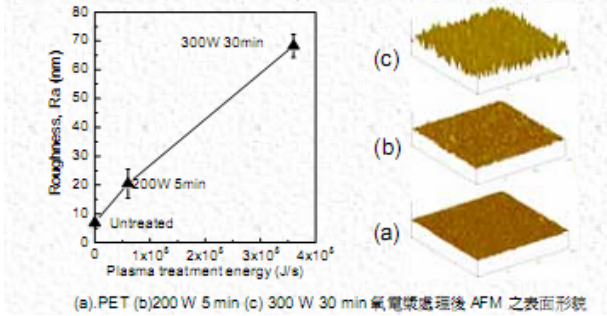 80
70
60
50
40
30
20
10
0
Roughness, Ra (nm)
300W 30min
200W 5min
Untreated
0 1x10⁵ 2x10⁵ 3x10⁵ 4x10⁵
Plasma treatment energy (J/s)
(c)
(b)
(a)
(a).PET (b)200 W 5 min (c) 300 W 30 min 氧電漿處理後 AFM 之表面形貌